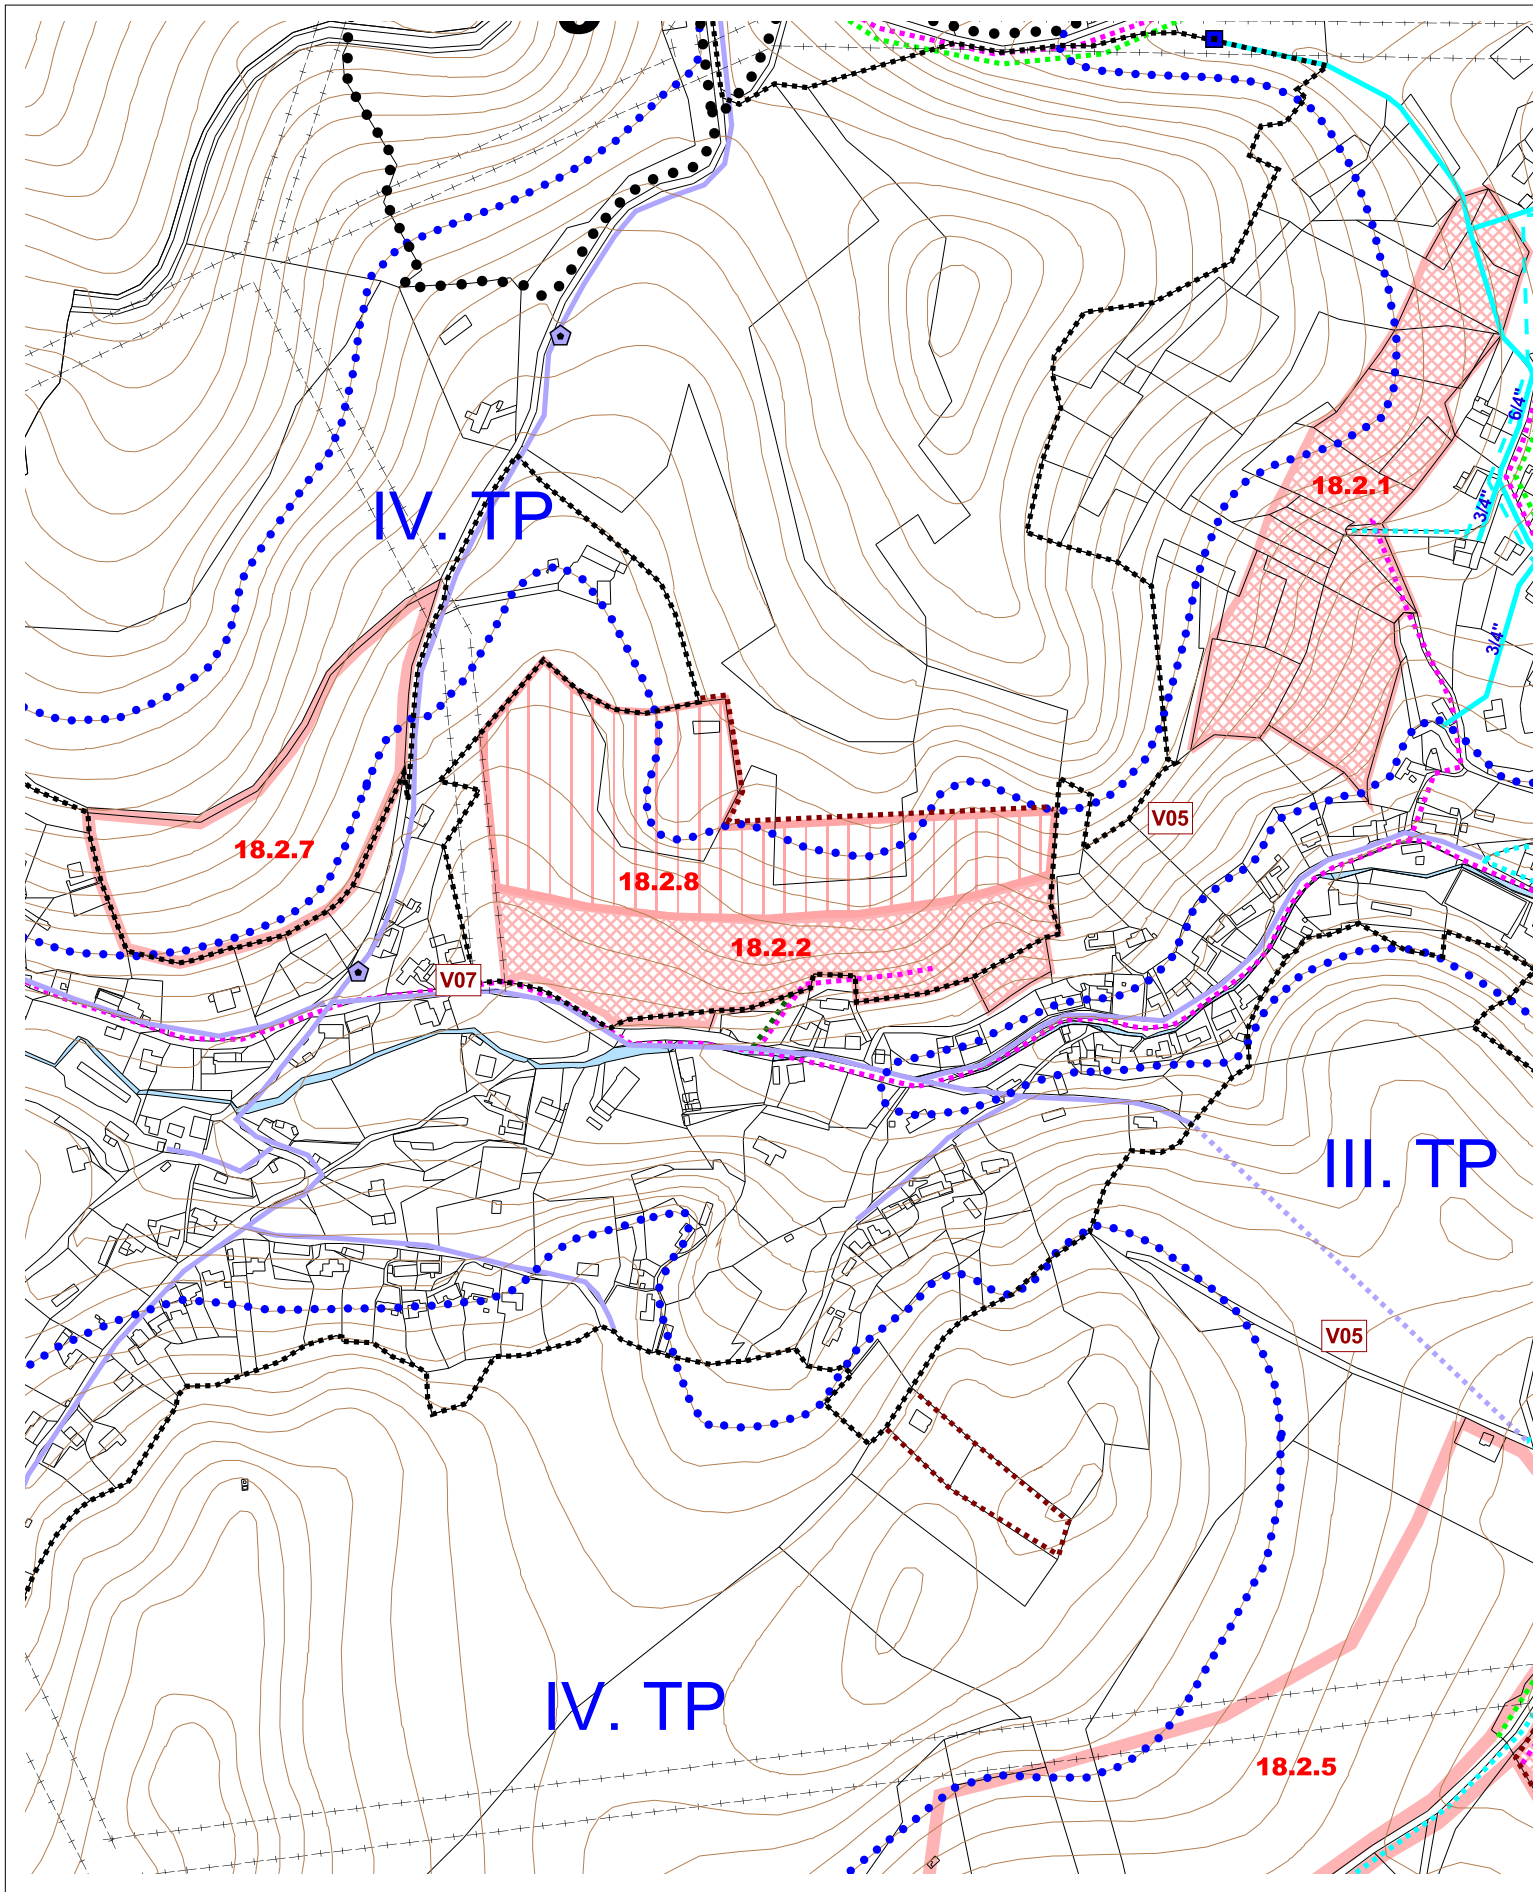 6/4"
18.2.1
3/4"
IV. TP
3/4"
V05
18.2.7
18.2.8
18.2.2
V07
III. TP
V05
IV. TP
18.2.5